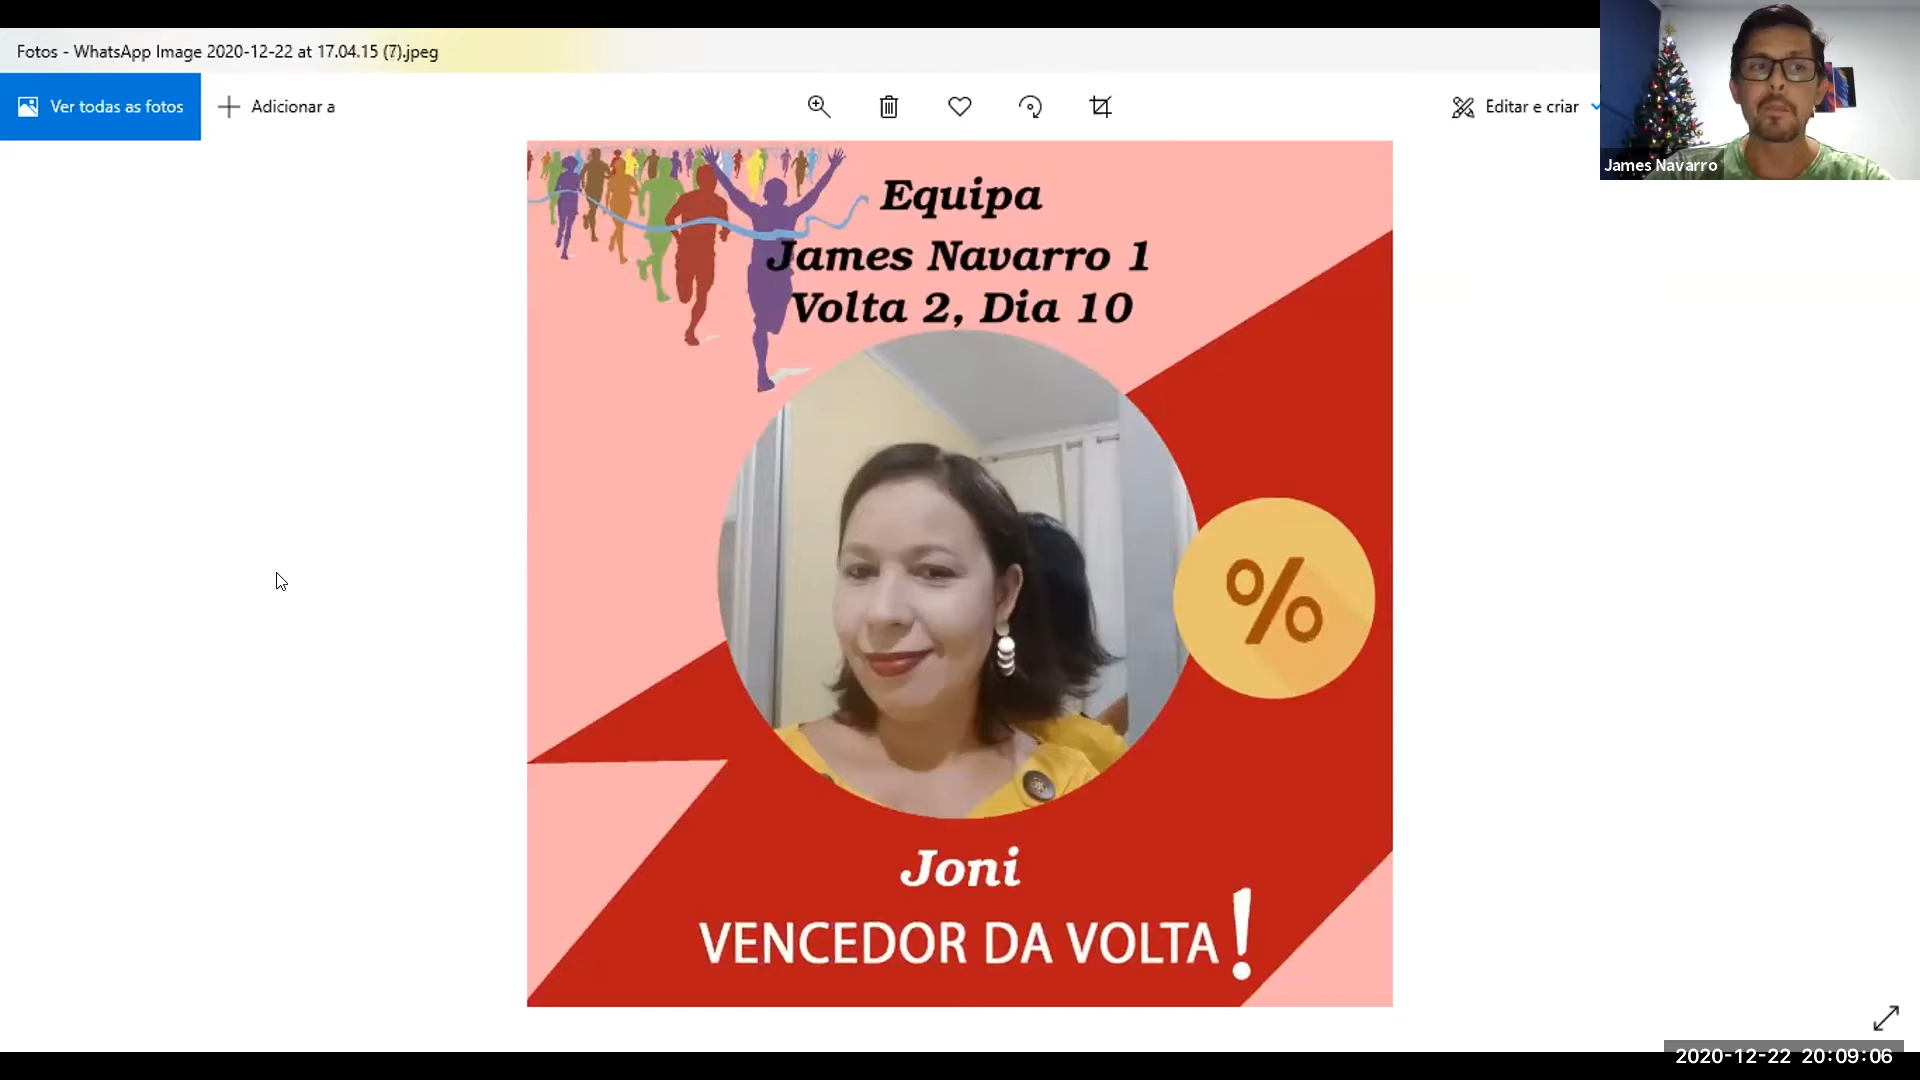 Fotos - WhatsApp Image 2020-12-22 at 17.04.15 (7).jpeg
Ver todas as fotos
Adicionar a
Editar e criar
James Navarro
Equipa
James Navarro 1
Volta 2, Dia 10
%
Joni
VENCEDOR DA VOLTA!
2020-12-22 20:09:06